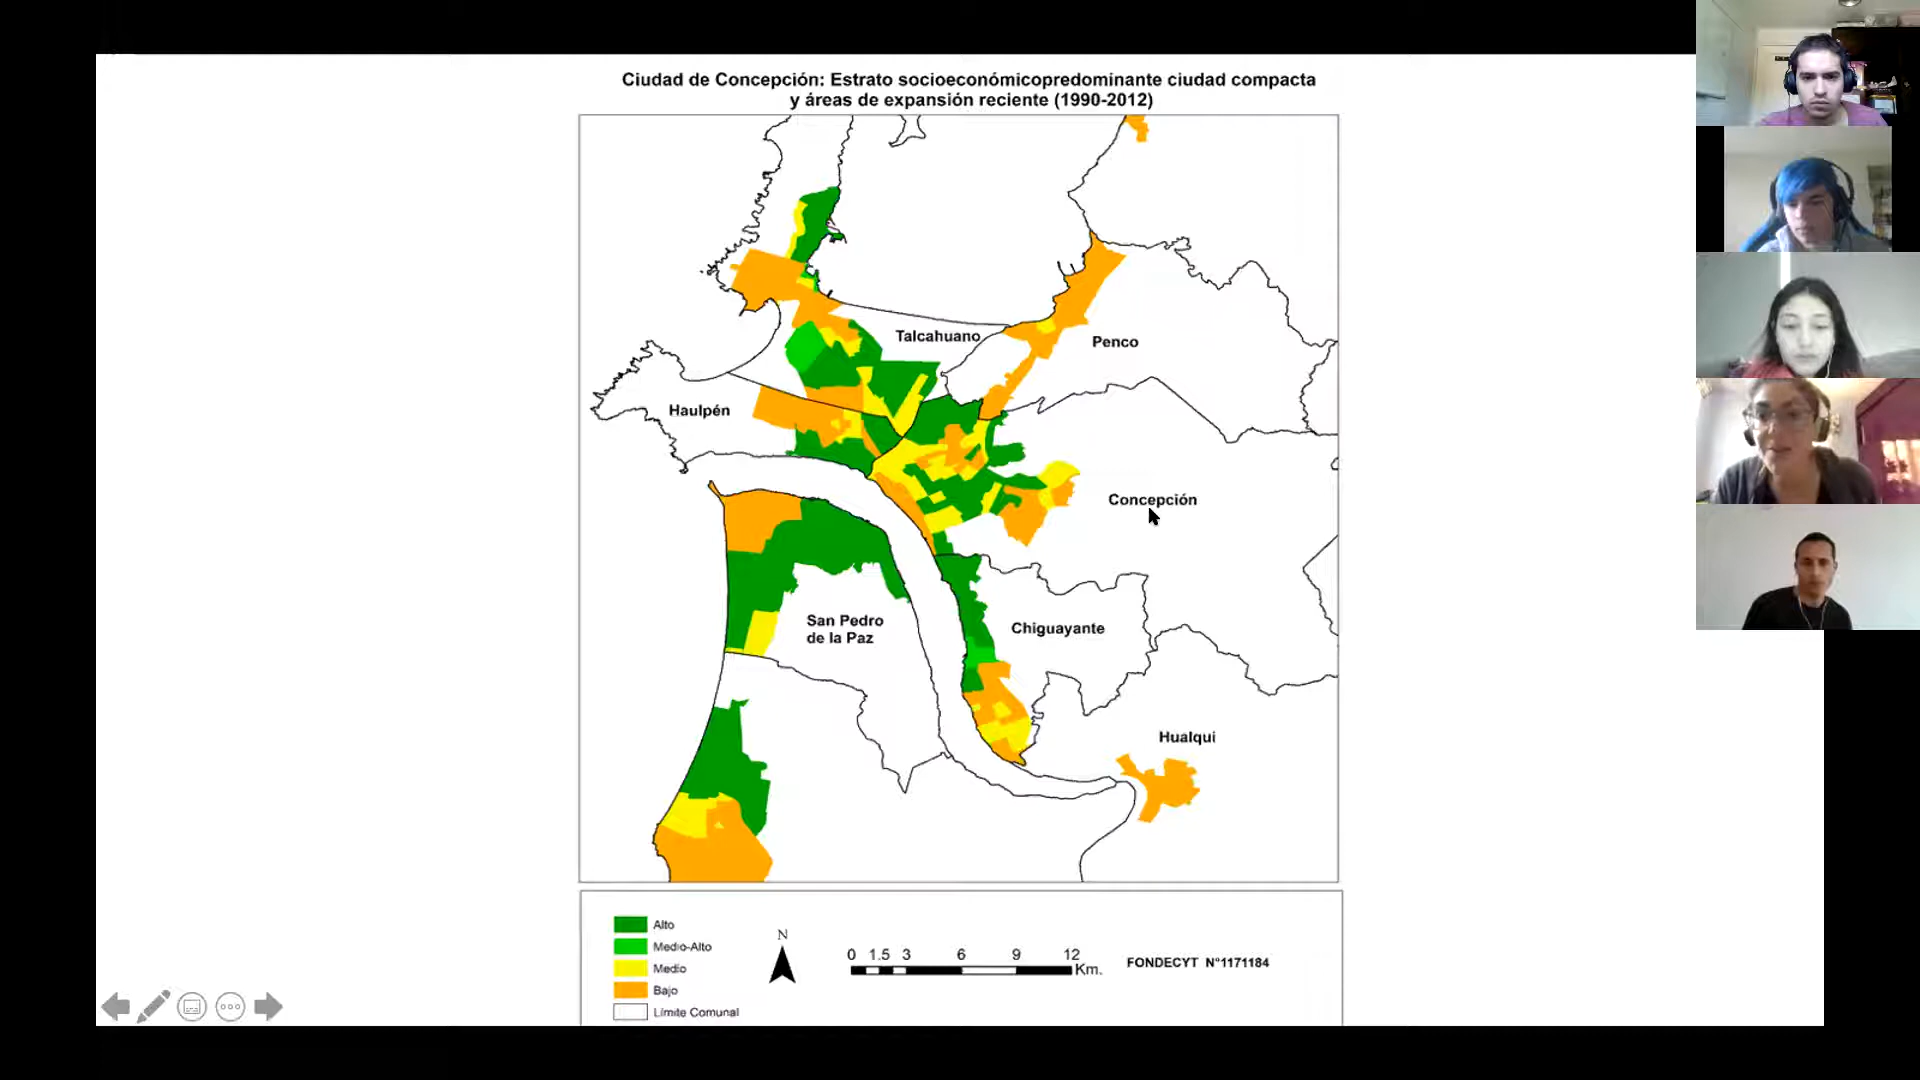 Ciudad de Concepción: Estrato socioeconómicopredominante ciudad compacta
y áreas de expansión reciente (1990-2012)
Talcahuano
Penco
Haulpén
Concepción
San Pedro
de la Paz
Chiguayante
Hualqui
Alto
Medio-Alto
Medio
Bajo
Límite Comunal
N
0 1.5 3 6 9 12
Km.
FONDECYT N°1171184